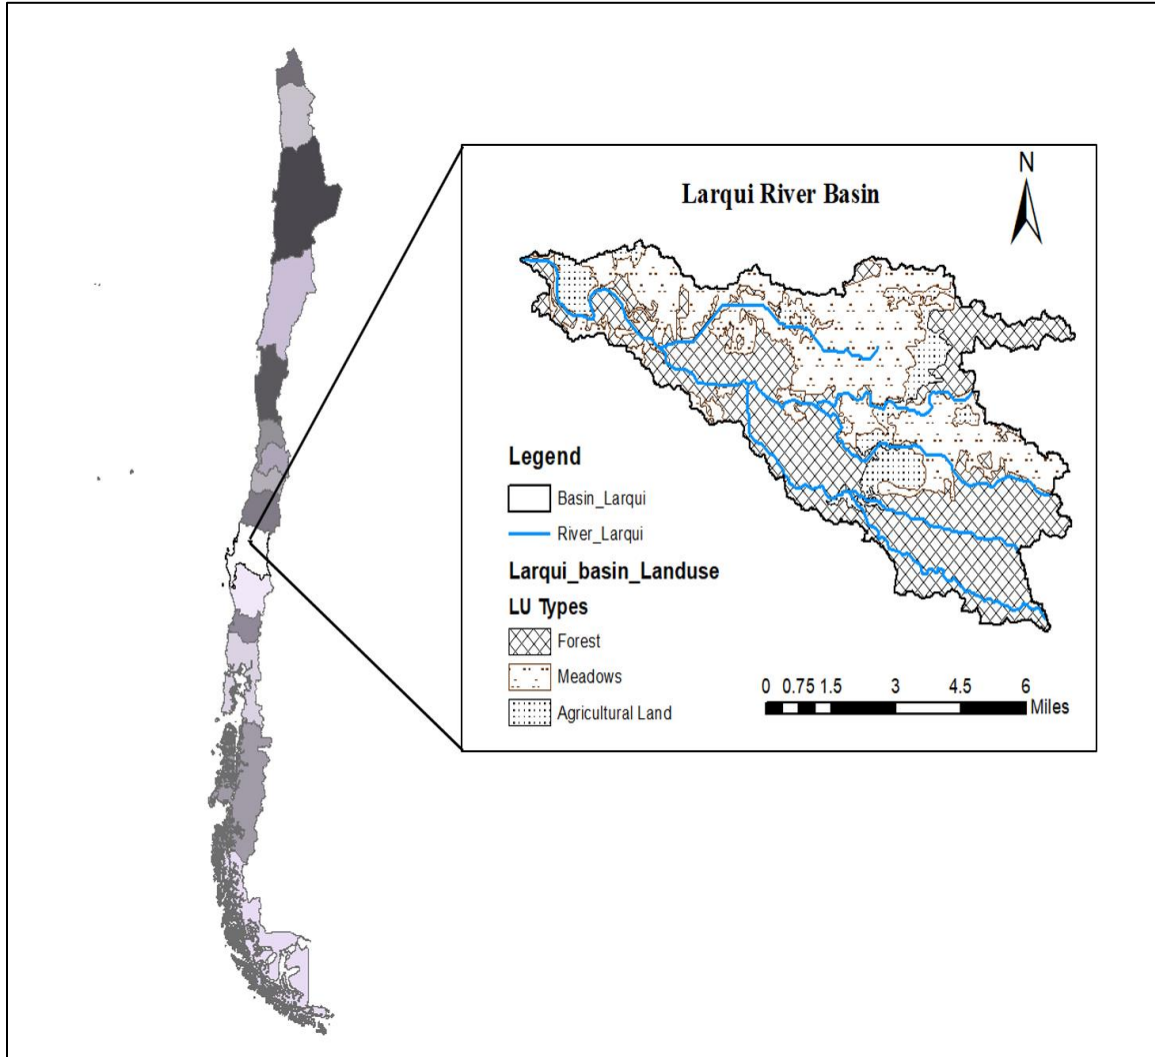 N
Larqui River Basin
Legend
Basin_Larqui
River_Larqui
Larqui_basin_Landuse
LU Types
Forest
Meadows
Agricultural Land
0 0.75 1.5 3 4.5 6
Miles